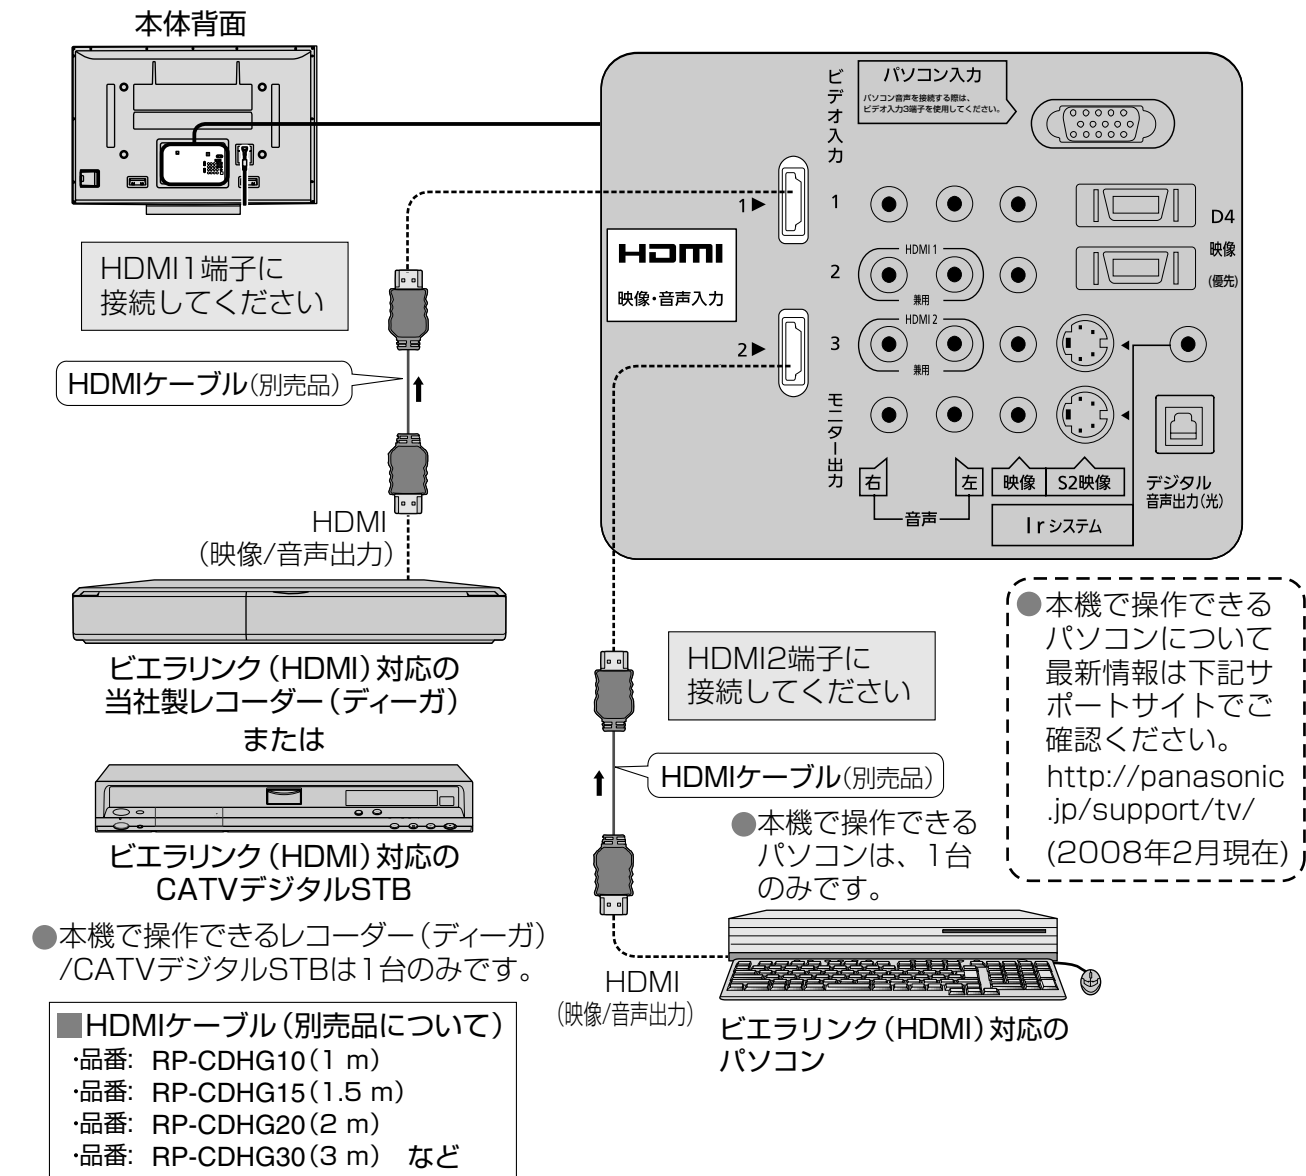 本体背面
パソコン入力
パソコン音声を接続する際は、
ビデオ入力3端子を使用してください。
ビデオ入力
1▶
1
D4
映像
(優先)
HDMI
映像・音声入力
HDMI 1
2
兼用
HDMI 2
2▶
3
兼用
モニター出力
右
左
映像
S2映像
音声
Irシステム
デジタル
音声出力(光)
HDMI1端子に
接続してください
HDMIケーブル(別売品)
HDMI
(映像/音声出力)
ビエラリンク(HDMI)対応の
当社製レコーダー(ディーガ)
または
ビエラリンク(HDMI)対応の
CATVデジタルSTB
●本機で操作できるレコーダー(ディーガ)
/CATVデジタルSTBは1台のみです。
■HDMIケーブル(別売品について)
・品番: RP-CDHG10(1 m)
・品番: RP-CDHG15(1.5 m)
・品番: RP-CDHG20(2 m)
・品番: RP-CDHG30(3 m) など
HDMI2端子に
接続してください
HDMIケーブル(別売品)
●本機で操作できる
パソコンは、1台
のみです。
HDMI
(映像/音声出力)
ビエラリンク(HDMI)対応の
パソコン
●本機で操作できる
パソコンについて
最新情報は下記サ
ポートサイトでご
確認ください。
http://panasonic
.jp/support/tv/
(2008年2月現在)